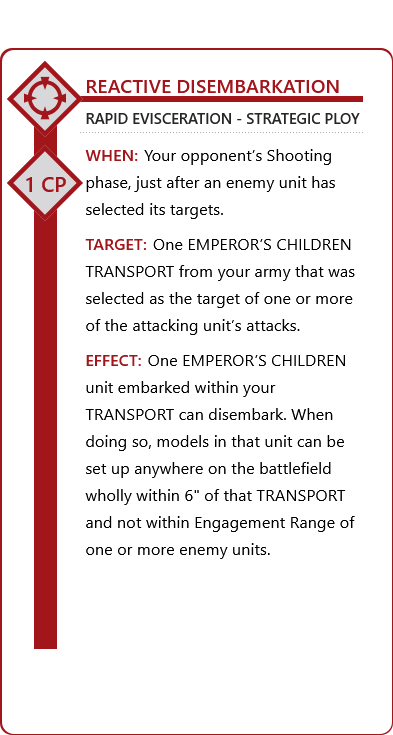 REACTIVE DISEMBARKATION
RAPID EVISCERATION - STRATEGIC PLOY
WHEN: Your opponent’s Shooting
phase, just after an enemy unit has
selected its targets.
1 CP
TARGET: One EMPEROR’S CHILDREN
TRANSPORT from your army that was
selected as the target of one or more
of the attacking unit’s attacks.
EFFECT: One EMPEROR’S CHILDREN
unit embarked within your
TRANSPORT can disembark. When
doing so, models in that unit can be
set up anywhere on the battlefield
wholly within 6" of that TRANSPORT
and not within Engagement Range of
one or more enemy units.